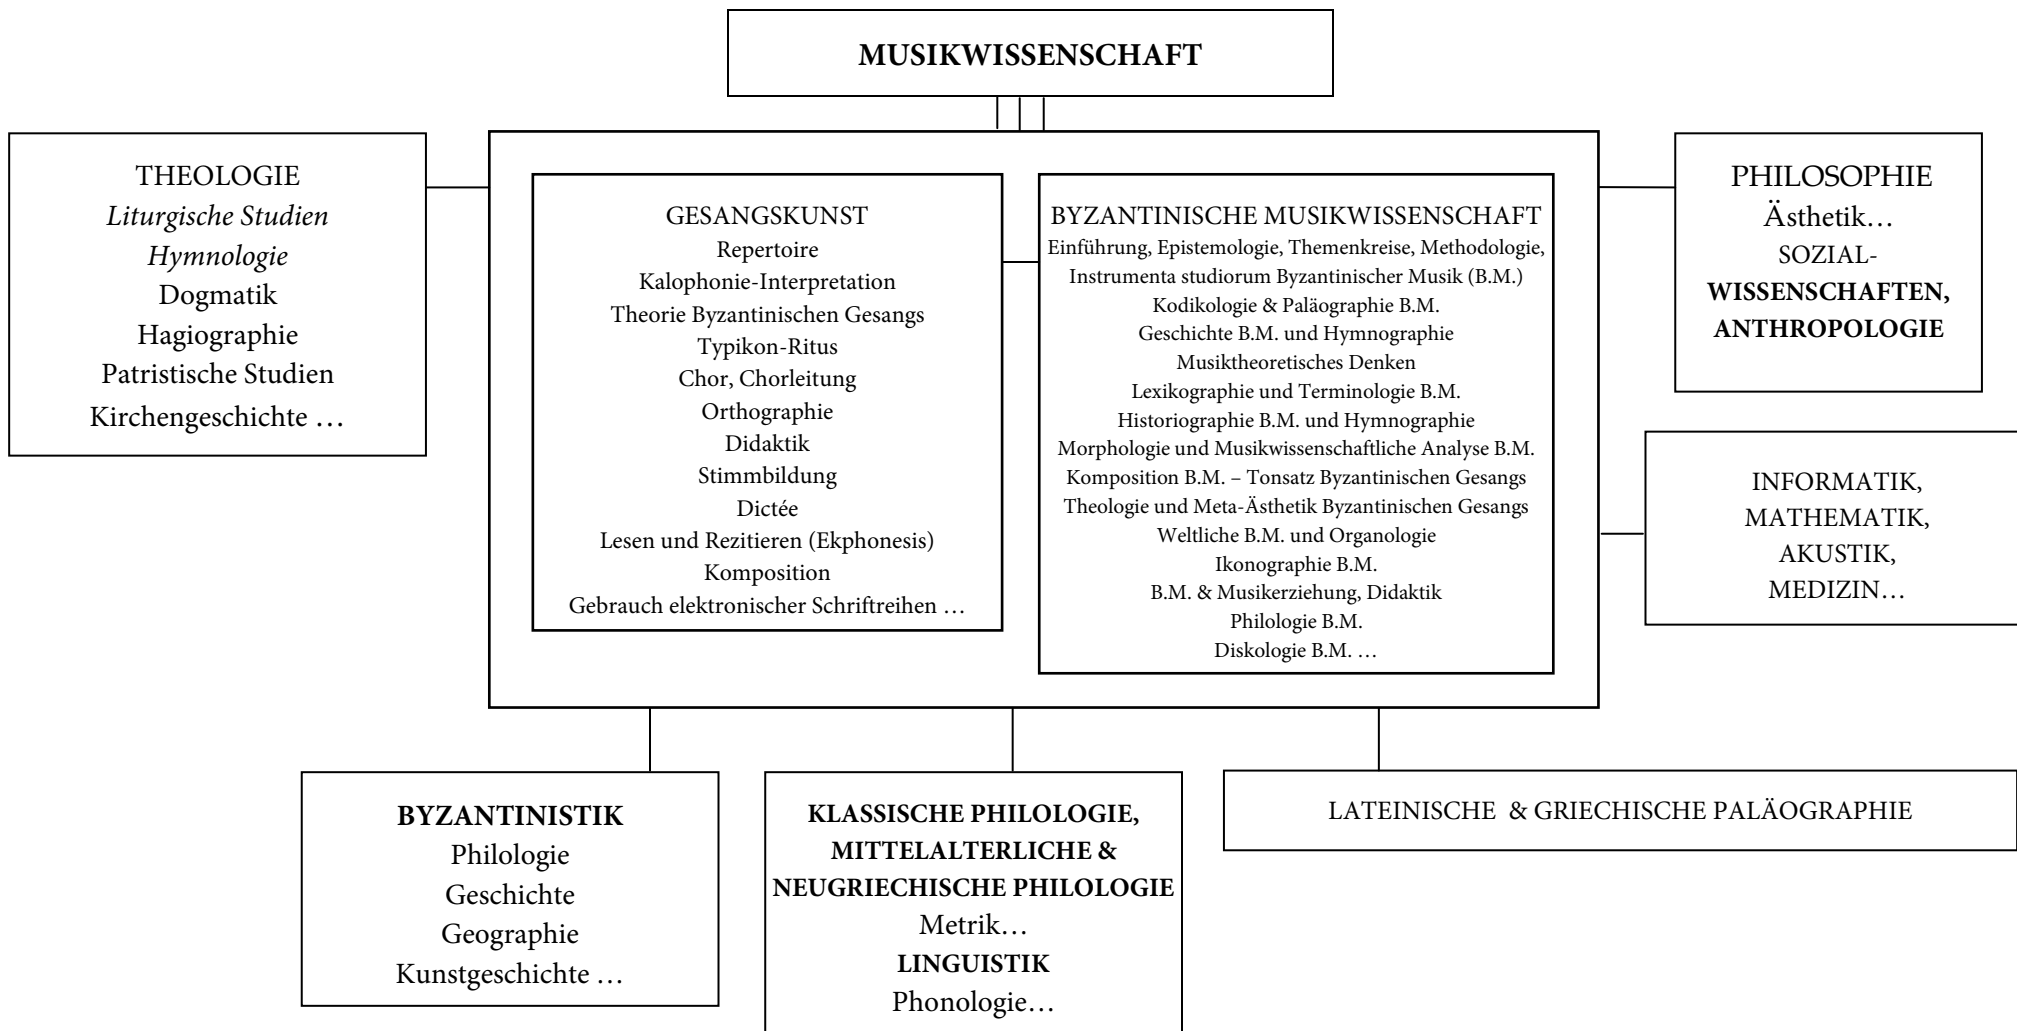 MUSIKWISSENSCHAFT
THEOLOGIE
Liturgische Studien
Hymnologie
Dogmatik
Hagiographie
Patristische Studien
Kirchengeschichte …
GESANGSKUNST
Repertoire
Kalophonie-Interpretation
Theorie Byzantinischen Gesangs
Typikon-Ritus
Chor, Chorleitung
Orthographie
Didaktik
Stimmbildung
Dictée
Lesen und Rezitieren (Ekphonesis)
Komposition
Gebrauch elektronischer Schriftreihen …
BYZANTINISCHE MUSIKWISSENSCHAFT
Einführung, Epistemologie, Themenkreise, Methodologie,
Instrumenta studiorum Byzantinischer Musik (B.M.)
Kodikologie & Paläographie B.M.
Geschichte B.M. und Hymnographie
Musiktheoretisches Denken
Lexikographie und Terminologie B.M.
Historiographie B.M. und Hymnographie
Morphologie und Musikwissenschaftliche Analyse B.M.
Komposition B.M. – Tonsatz Byzantinischen Gesangs
Theologie und Meta-Ästhetik Byzantinischen Gesangs
Weltliche B.M. und Organologie
Ikonographie B.M.
B.M. & Musikerziehung, Didaktik
Philologie B.M.
Diskologie B.M. …
PHILOSOPHIE
Ästhetik…
SOZIAL-
WISSENSCHAFTEN,
ANTHROPOLOGIE
INFORMATIK,
MATHEMATIK,
AKUSTIK,
MEDIZIN…
BYZANTINISTIK
Philologie
Geschichte
Geographie
Kunstgeschichte …
KLASSISCHE PHILOLOGIE,
MITTELALTERLICHE &
NEUGRIECHISCHE PHILOLOGIE
Metrik…
LINGUISTIK
Phonologie…
LATEINISCHE & GRIECHISCHE PALÄOGRAPHIE